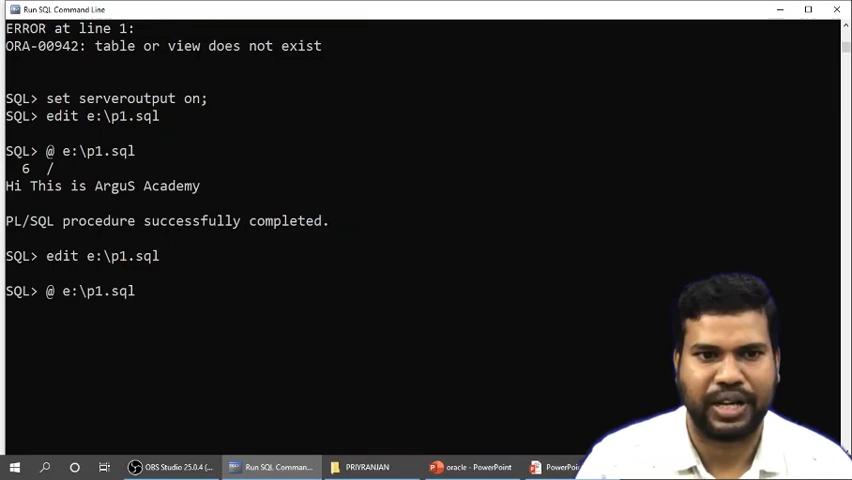 Run SQL Command Line
ERROR at line 1:
ORA-00942: table or view does not exist
SQL> set serveroutput on;
SQL> edit e:\p1.sql
SQL> @ e:\p1.sql
6 /
Hi This is ArguS Academy
PL/SQL procedure successfully completed.
SQL> edit e:\p1.sql
SQL> @ e:\p1.sql
OBS Studio 25.0.4 (... Run SQL Comman... PRIYRANJAN oracle - PowerPoint PowerPoin